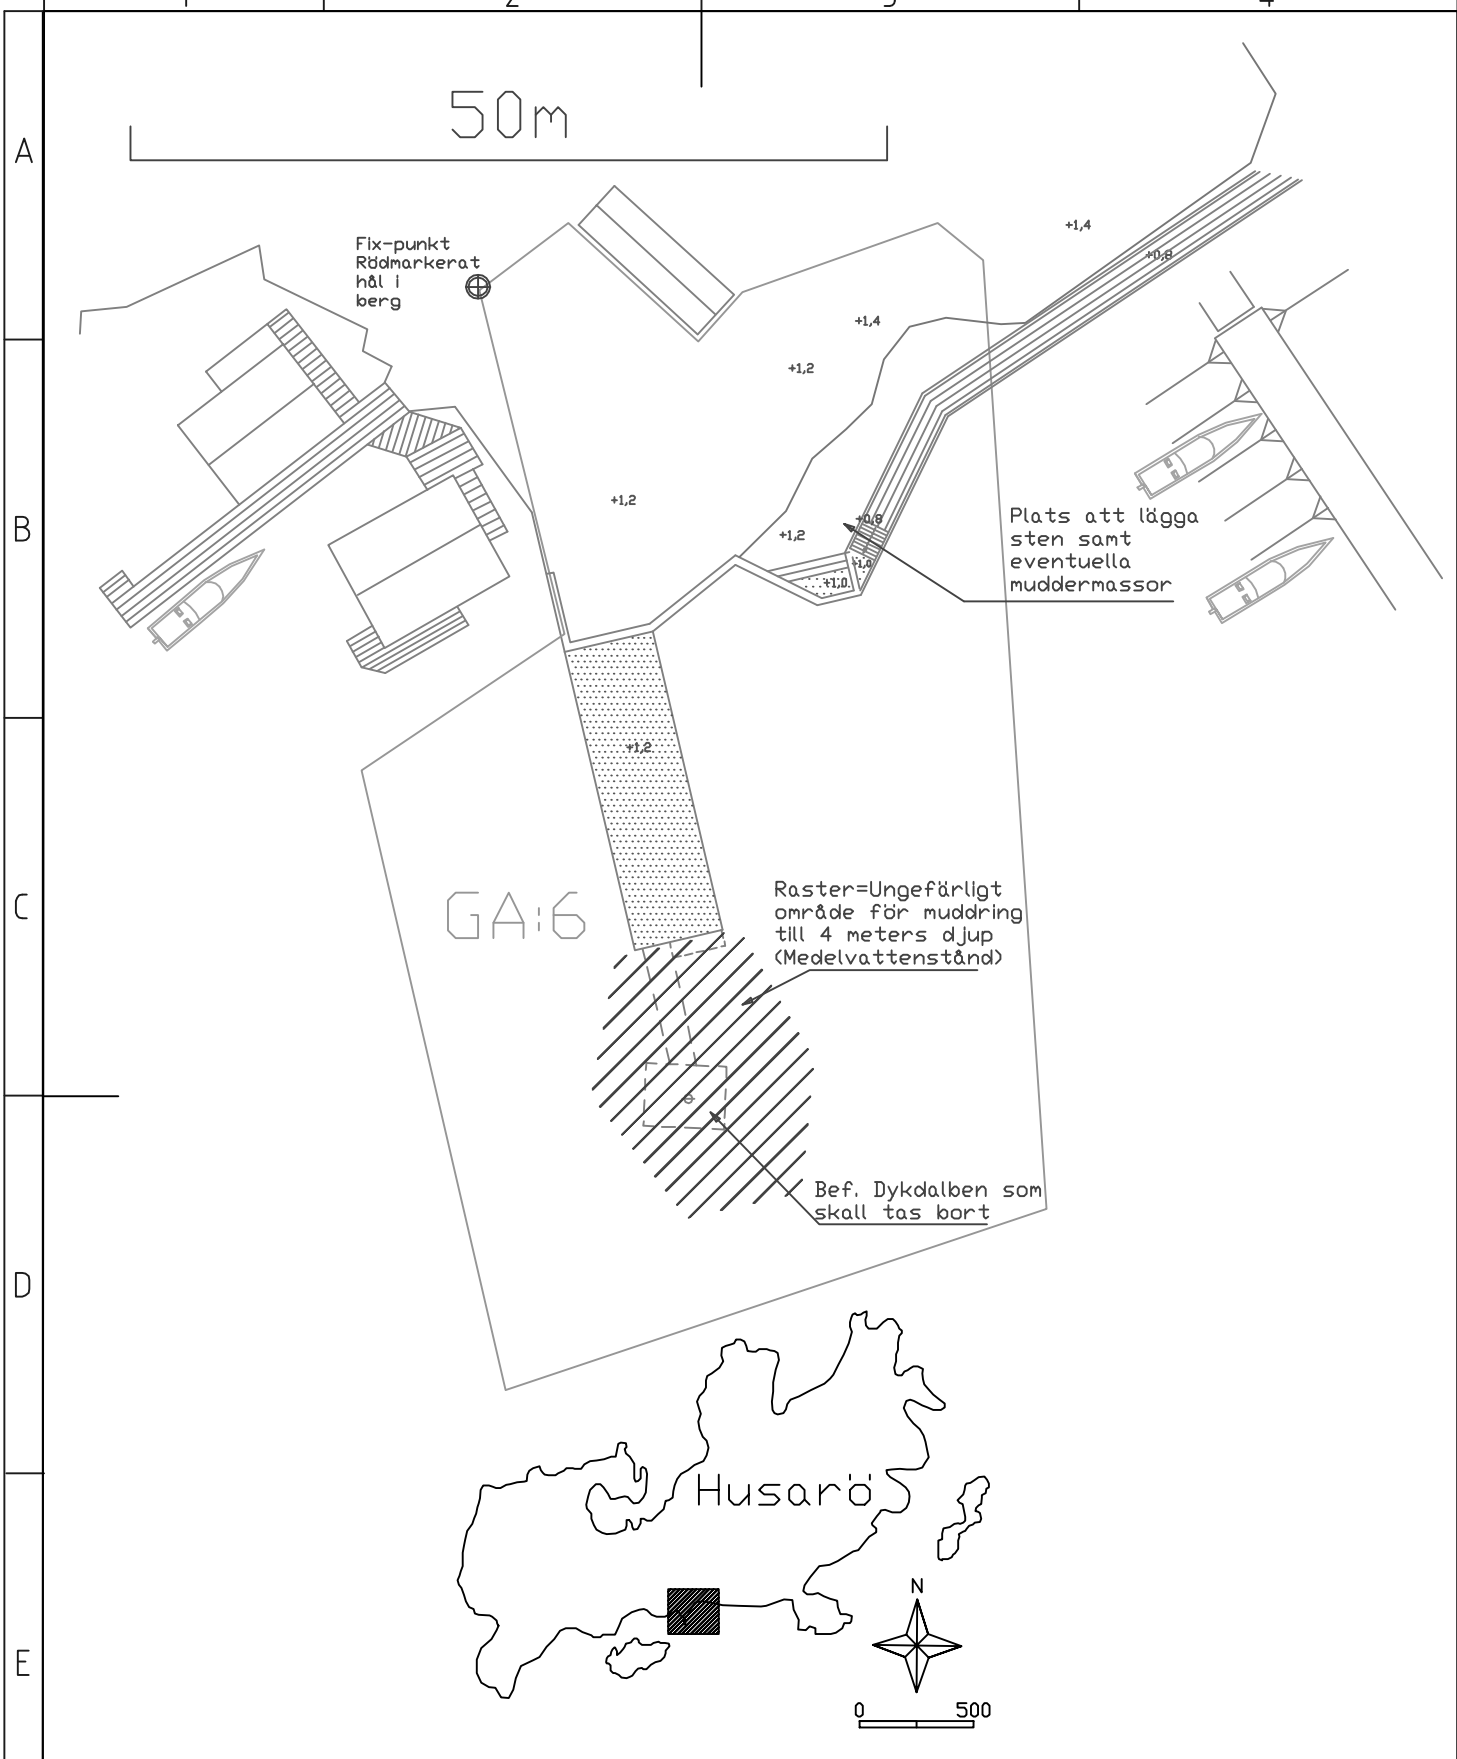 2
A
50m
+1,4
Fix-punkt
Rödmarkerat
hål i
berg
+0,8
+1,4
+1,2
B
+1,2
+0,8
+1,2
+1,0
+1,0
Plats att lägga
sten samt
eventuella
muddermassor
+1,2
C
GA:6
Raster=Ungefärligt
område för muddring
till 4 meters djup
(Medelvattenstånd)
Bef. Dykdalben som
skall tas bort
D
Husarö
N
E
0 500